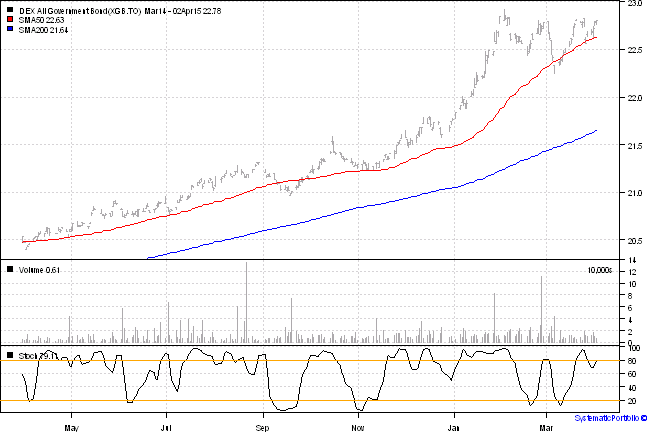 DEX All Government Bond(XGB.TO) Mar14 - 02Apr15 22.78
SMA50 22.63
SMA200 21.64
23.0
22.5
22.0
21.5
21.0
20.5
Volume 0.61
10,000s
14
12
10
8
6
4
2
0
Stoch 79.11
100
80
60
40
20
May
Jul
Sep
Nov
Jan
Mar
SystematicPortfolio ©